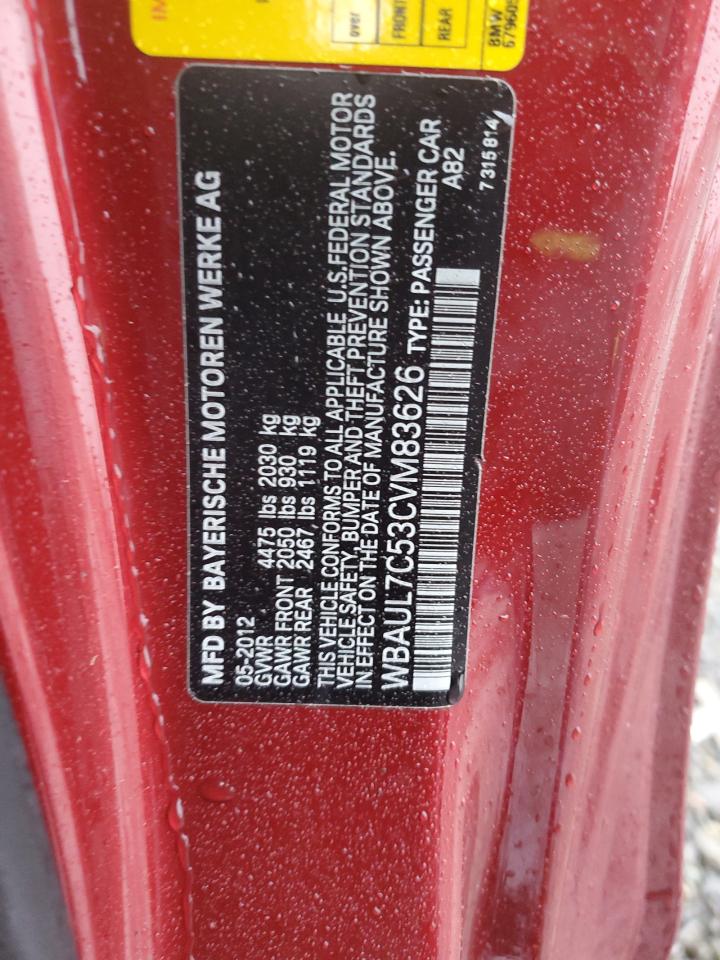 MFD BY BAYERISCHE MOTOREN WERKE AG
05-2012
GVWR 4475 lbs 2030 kg
GAWR FRONT 2050 lbs 930 kg
GAWR REAR 2467 lbs 1119 kg
THIS VEHICLE CONFORMS TO ALL APPLICABLE U.S.FEDERAL MOTOR
VEHICLE SAFETY, BUMPER AND THEFT PREVENTION STANDARDS
IN EFFECT ON THE DATE OF MANUFACTURE SHOWN ABOVE.
WBAUL7C53CVM83626 TYPE: PASSENGER CAR
A82
7 315 814
over
FRONT
REAR
BMW